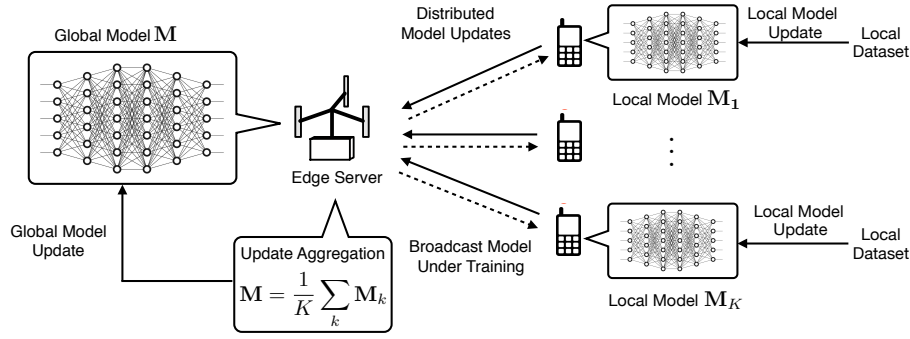 Global Model M
Distributed
Model Updates
Local Model
Update
Local
Dataset
Local Model M₁
Edge Server
⋮
Global Model
Update
Update Aggregation
M = 1/K ∑ₖ Mₖ
Broadcast Model
Under Training
Local Model
Update
Local
Dataset
Local Model M_K